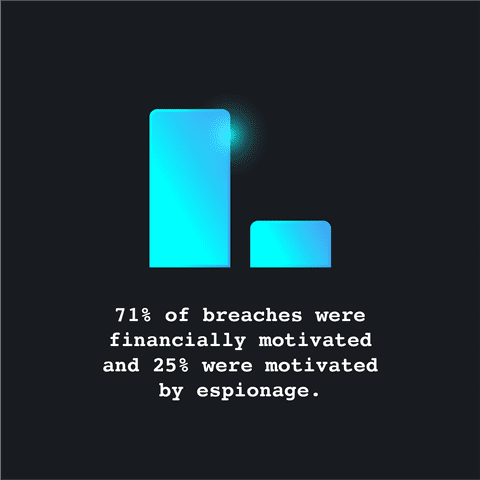 71% of breaches were
financially motivated
and 25% were motivated
by espionage.